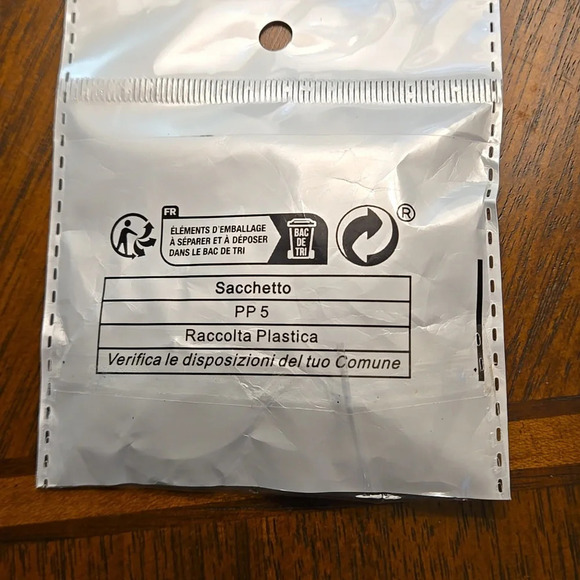 FR
ÉLÉMENTS D'EMBALLAGE
À SÉPARER ET À DÉPOSER
DANS LE BAC DE TRI
BAC
DE
TRI
®
Sacchetto
PP 5
Raccolta Plastica
Verifica le disposizioni del tuo Comune